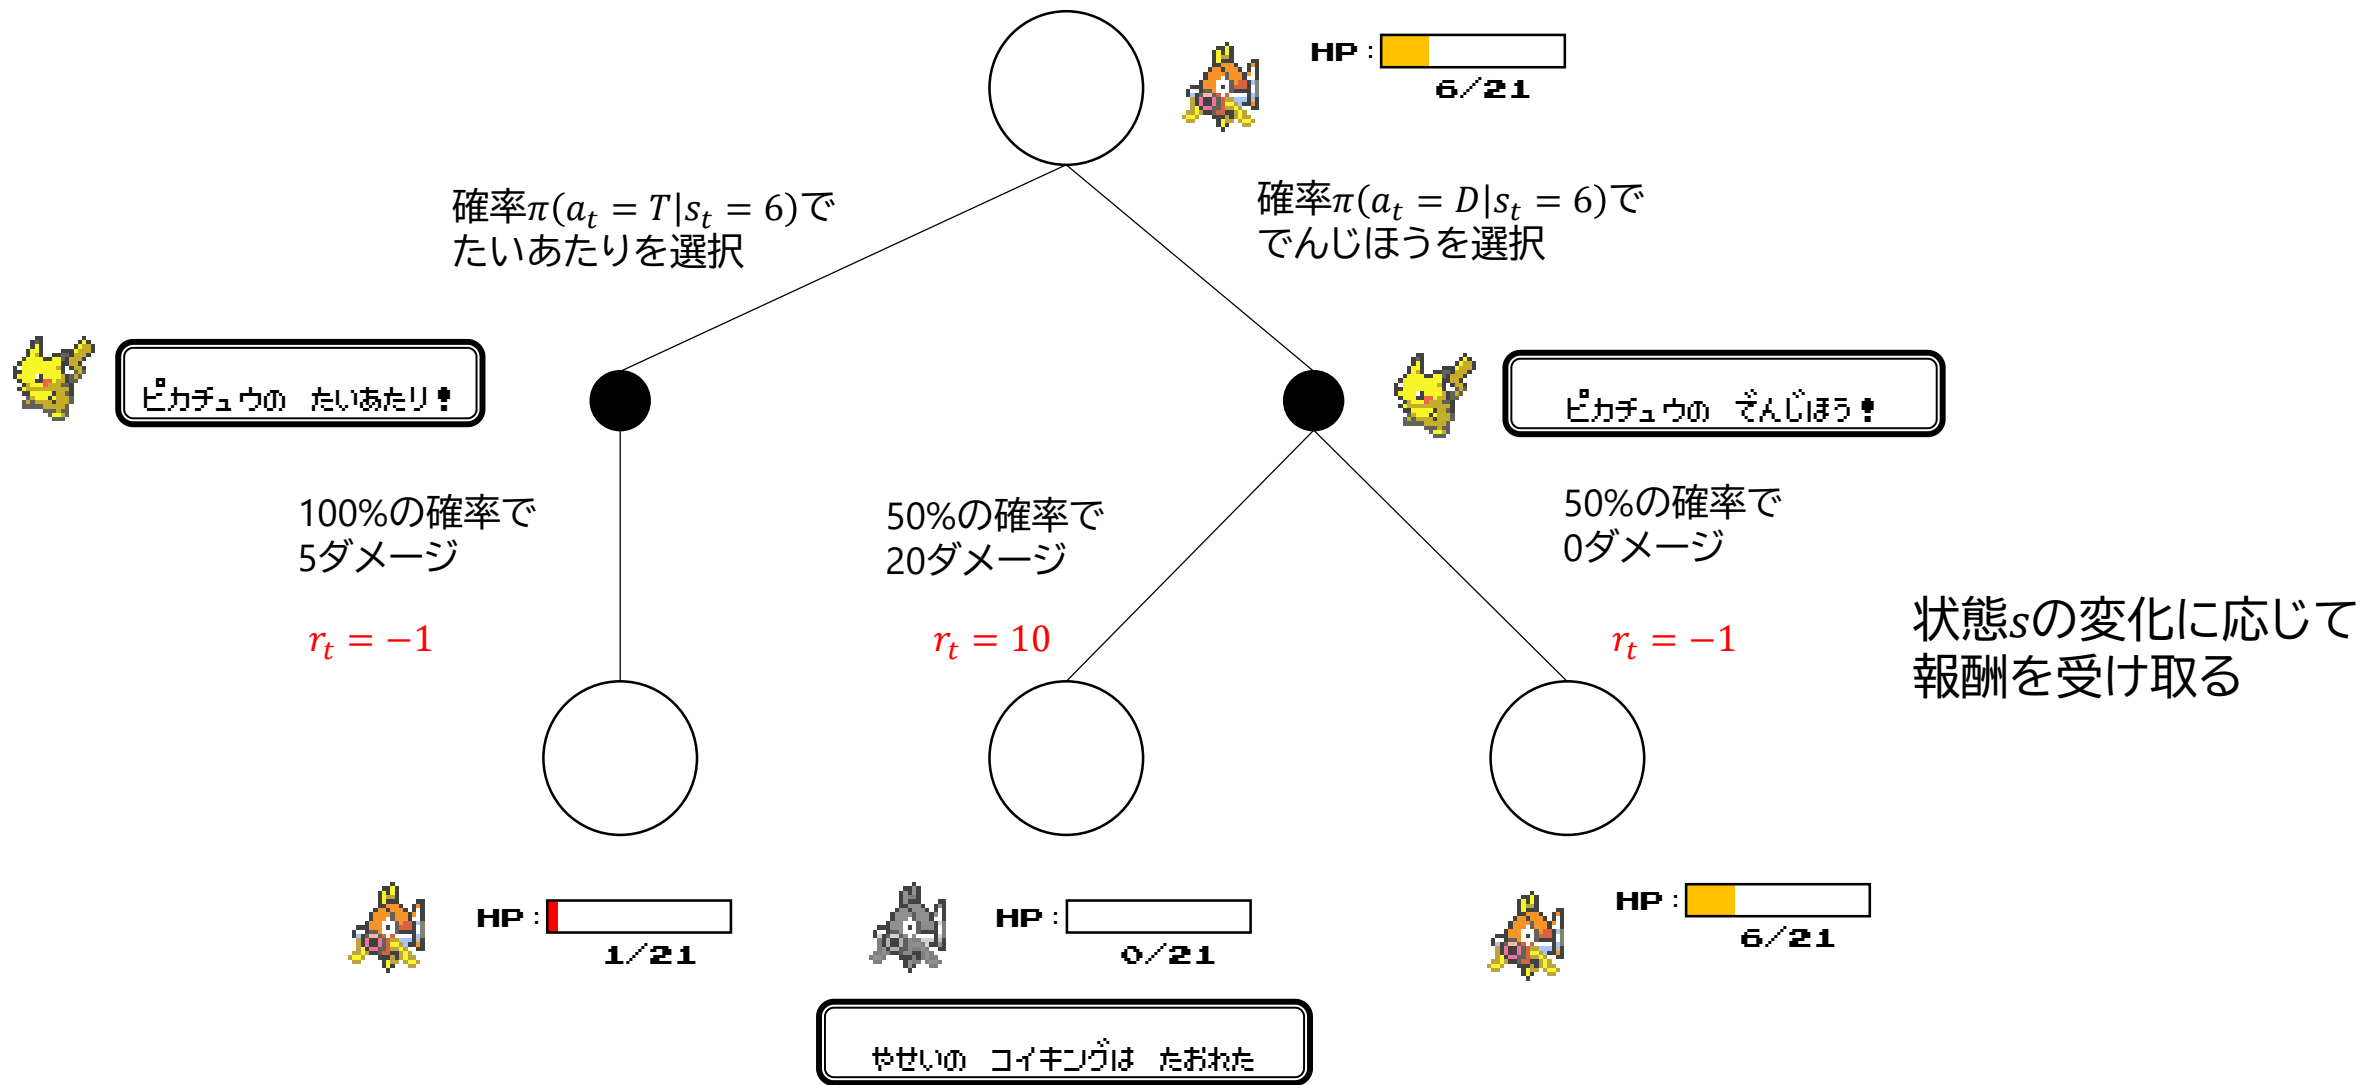 HP：
6/21
確率π(a_t = T|s_t = 6)で
たいあたりを選択
確率π(a_t = D|s_t = 6)で
でんじほうを選択
ピカチュウの たいあたり！
ピカチュウの でんじほう！
100%の確率で
5ダメージ
50%の確率で
20ダメージ
50%の確率で
0ダメージ
r_t = −1
r_t = 10
r_t = −1
状態sの変化に応じて
報酬を受け取る
HP：
1/21
HP：
0/21
HP：
6/21
やせいの コイキングは たおれた